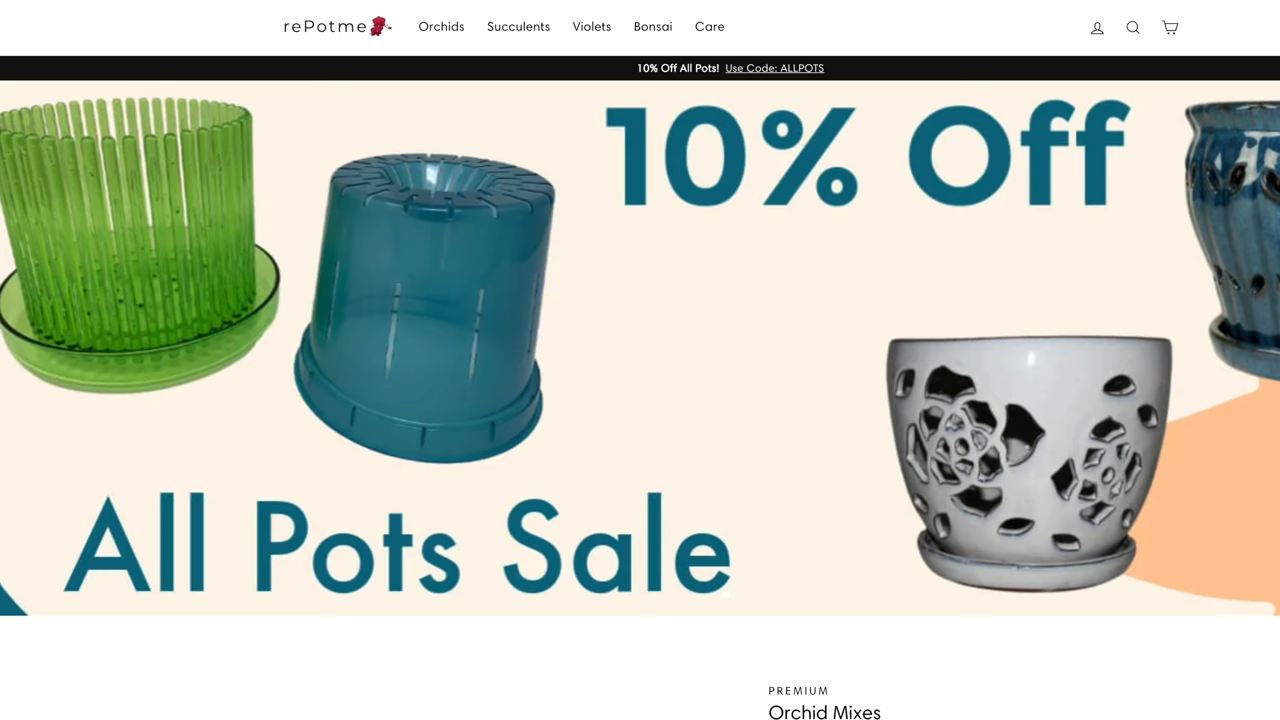 rePotme Orchids Succulents Violets Bonsai Care
10% Off All Pots! Use Code: ALLPOTS
10% Off
All Pots Sale
PREMIUM
Orchid Mixes